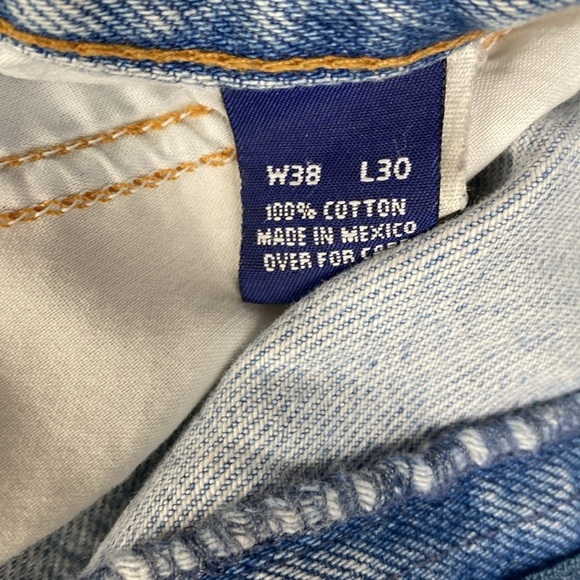 W38 L30
100% COTTON
MADE IN MEXICO
OVER FOR